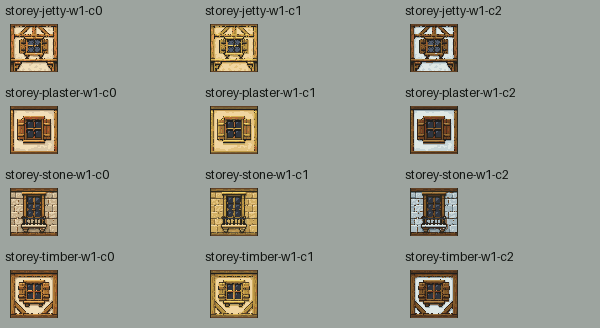 storey-jetty-w1-c0 storey-jetty-w1-c1 storey-jetty-w1-c2
storey-plaster-w1-c0 storey-plaster-w1-c1 storey-plaster-w1-c2
storey-stone-w1-c0 storey-stone-w1-c1 storey-stone-w1-c2
storey-timber-w1-c0 storey-timber-w1-c1 storey-timber-w1-c2